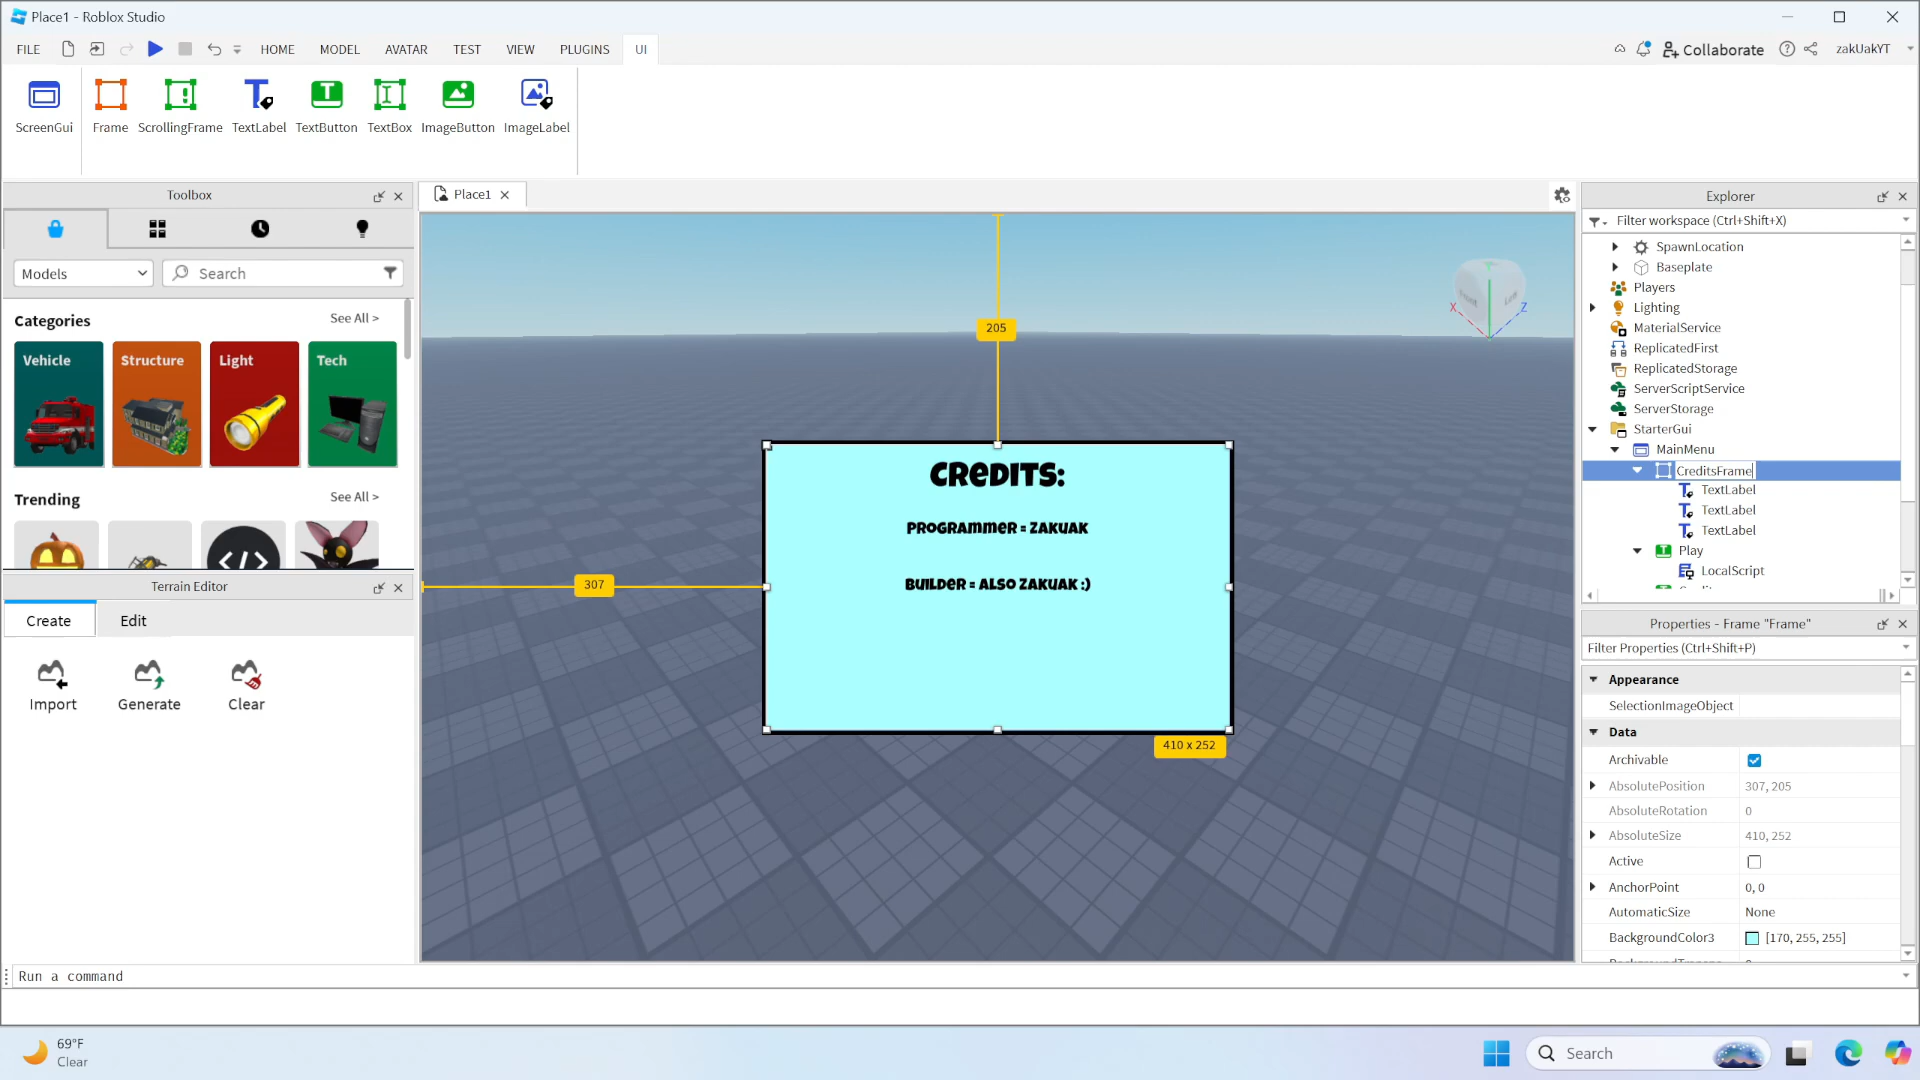 Place1 - Roblox Studio
FILE HOME MODEL AVATAR TEST VIEW PLUGINS UI Collaborate zakUakYT
ScreenGui Frame ScrollingFrame TextLabel TextButton TextBox ImageButton ImageLabel
Toolbox
Models Search
Categories See All >
Vehicle Structure Light Tech
Trending See All >
Terrain Editor
Create Edit
Import Generate Clear
Place1
205
307
Credits:
Programmer = Zakuak
Builder = Also Zakuak :)
410 x 252
X Z
Explorer
Filter workspace (Ctrl+Shift+X)
SpawnLocation
Baseplate
Players
Lighting
MaterialService
ReplicatedFirst
ReplicatedStorage
ServerScriptService
ServerStorage
StarterGui
MainMenu
CreditsFrame
TextLabel
TextLabel
TextLabel
Play
LocalScript
Properties - Frame "Frame"
Filter Properties (Ctrl+Shift+P)
Appearance
SelectionImageObject
Data
Archivable
AbsolutePosition 307, 205
AbsoluteRotation 0
AbsoluteSize 410, 252
Active
AnchorPoint 0, 0
AutomaticSize None
BackgroundColor3 [170, 255, 255]
Run a command
69°F
Clear
Search